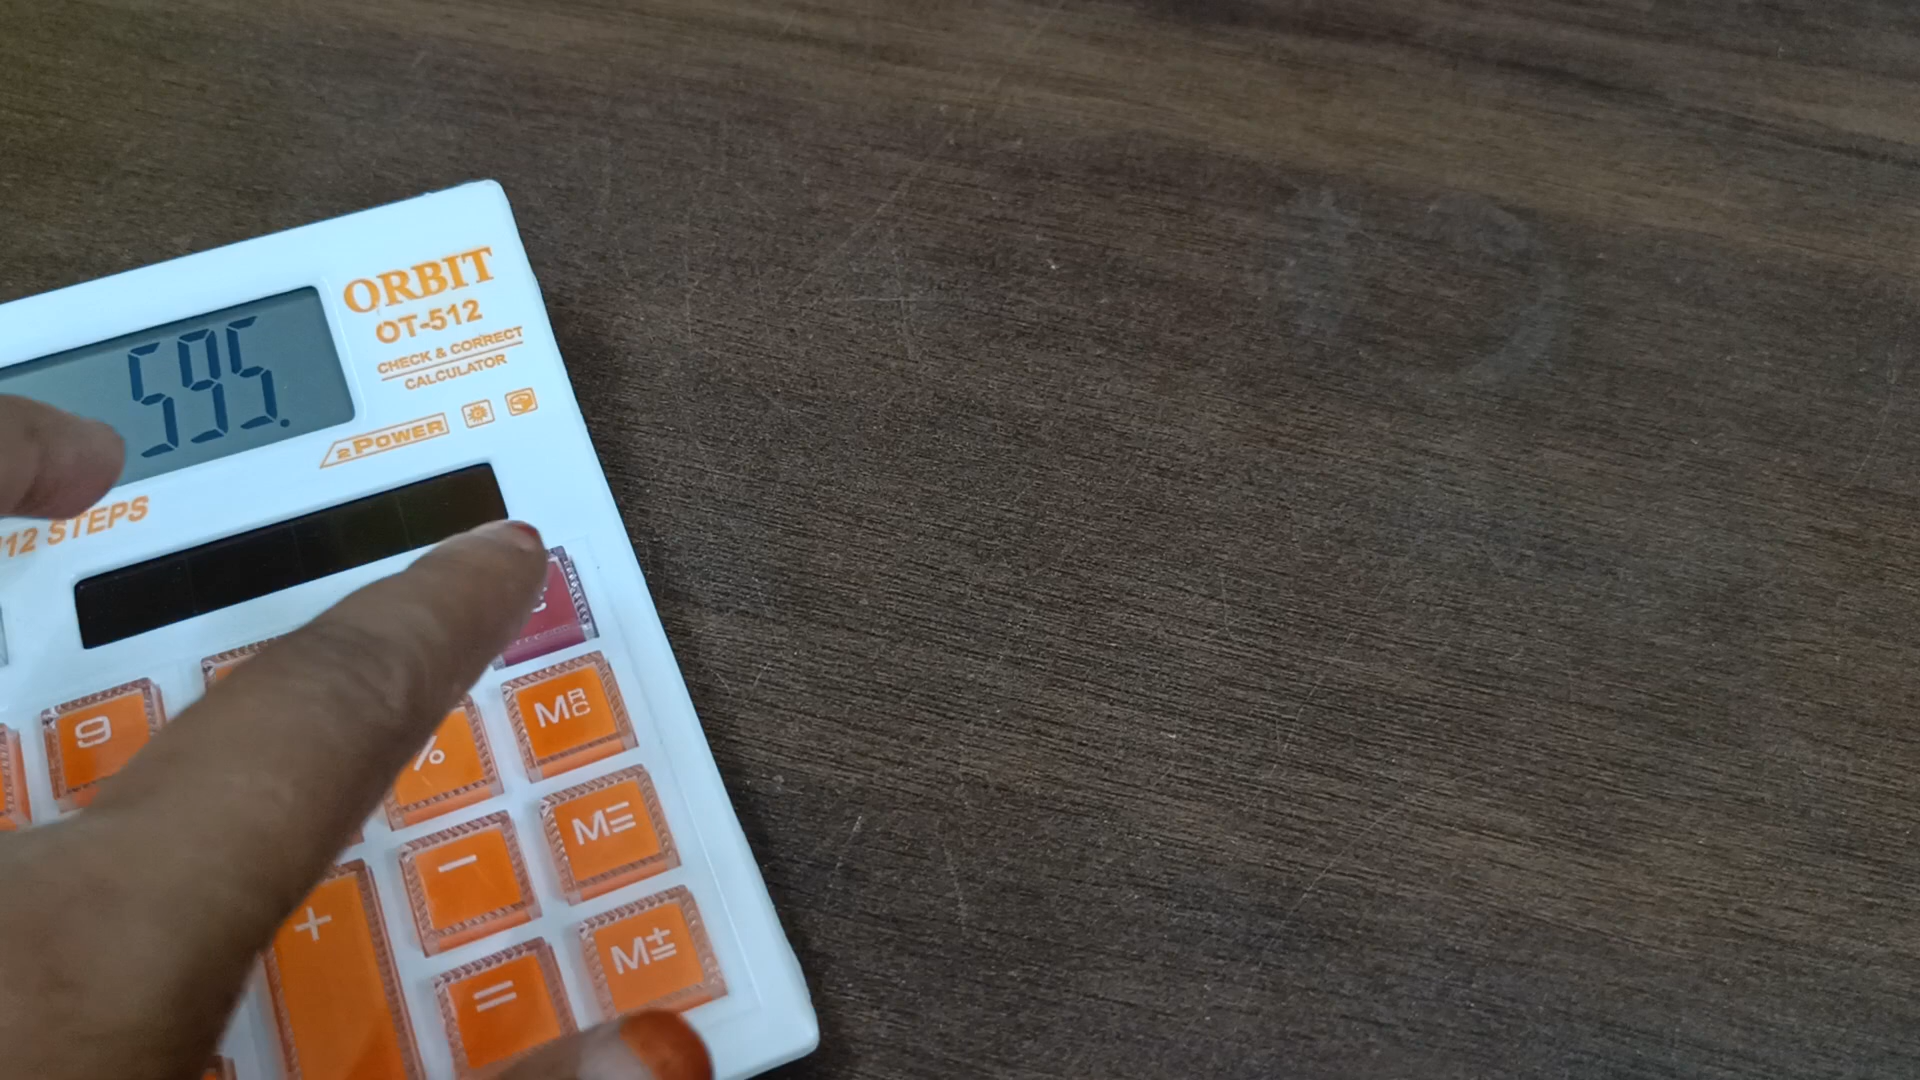 ORBIT
OT-512
CHECK & CORRECT
CALCULATOR
595.
2POWER
12 STEPS
9
%
MRC
M=
−
M±
+
=